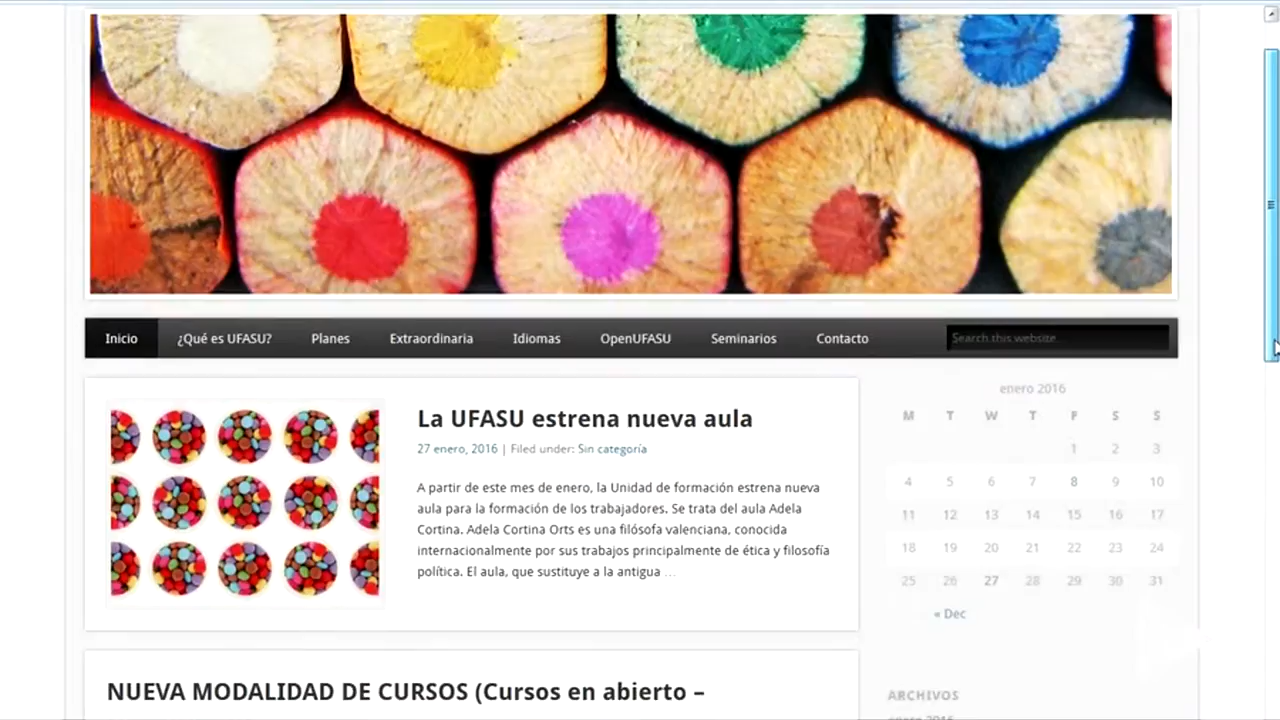 Inicio ¿Qué es UFASU? Planes Extraordinaria Idiomas OpenUFASU Seminarios Contacto Search this website...
La UFASU estrena nueva aula
27 enero, 2016 | Filed under: Sin categoría
A partir de este mes de enero, la Unidad de formación estrena nueva
aula para la formación de los trabajadores. Se trata del aula Adela
Cortina. Adela Cortina Orts es una filósofa valenciana, conocida
internacionalmente por sus trabajos principalmente de ética y filosofía
política. El aula, que sustituye a la antigua ...
NUEVA MODALIDAD DE CURSOS (Cursos en abierto –
enero 2016
M T W T F S S
1 2 3
4 5 6 7 8 9 10
11 12 13 14 15 16 17
18 19 20 21 22 23 24
25 26 27 28 29 30 31
« Dec
ARCHIVOS
enero 2016